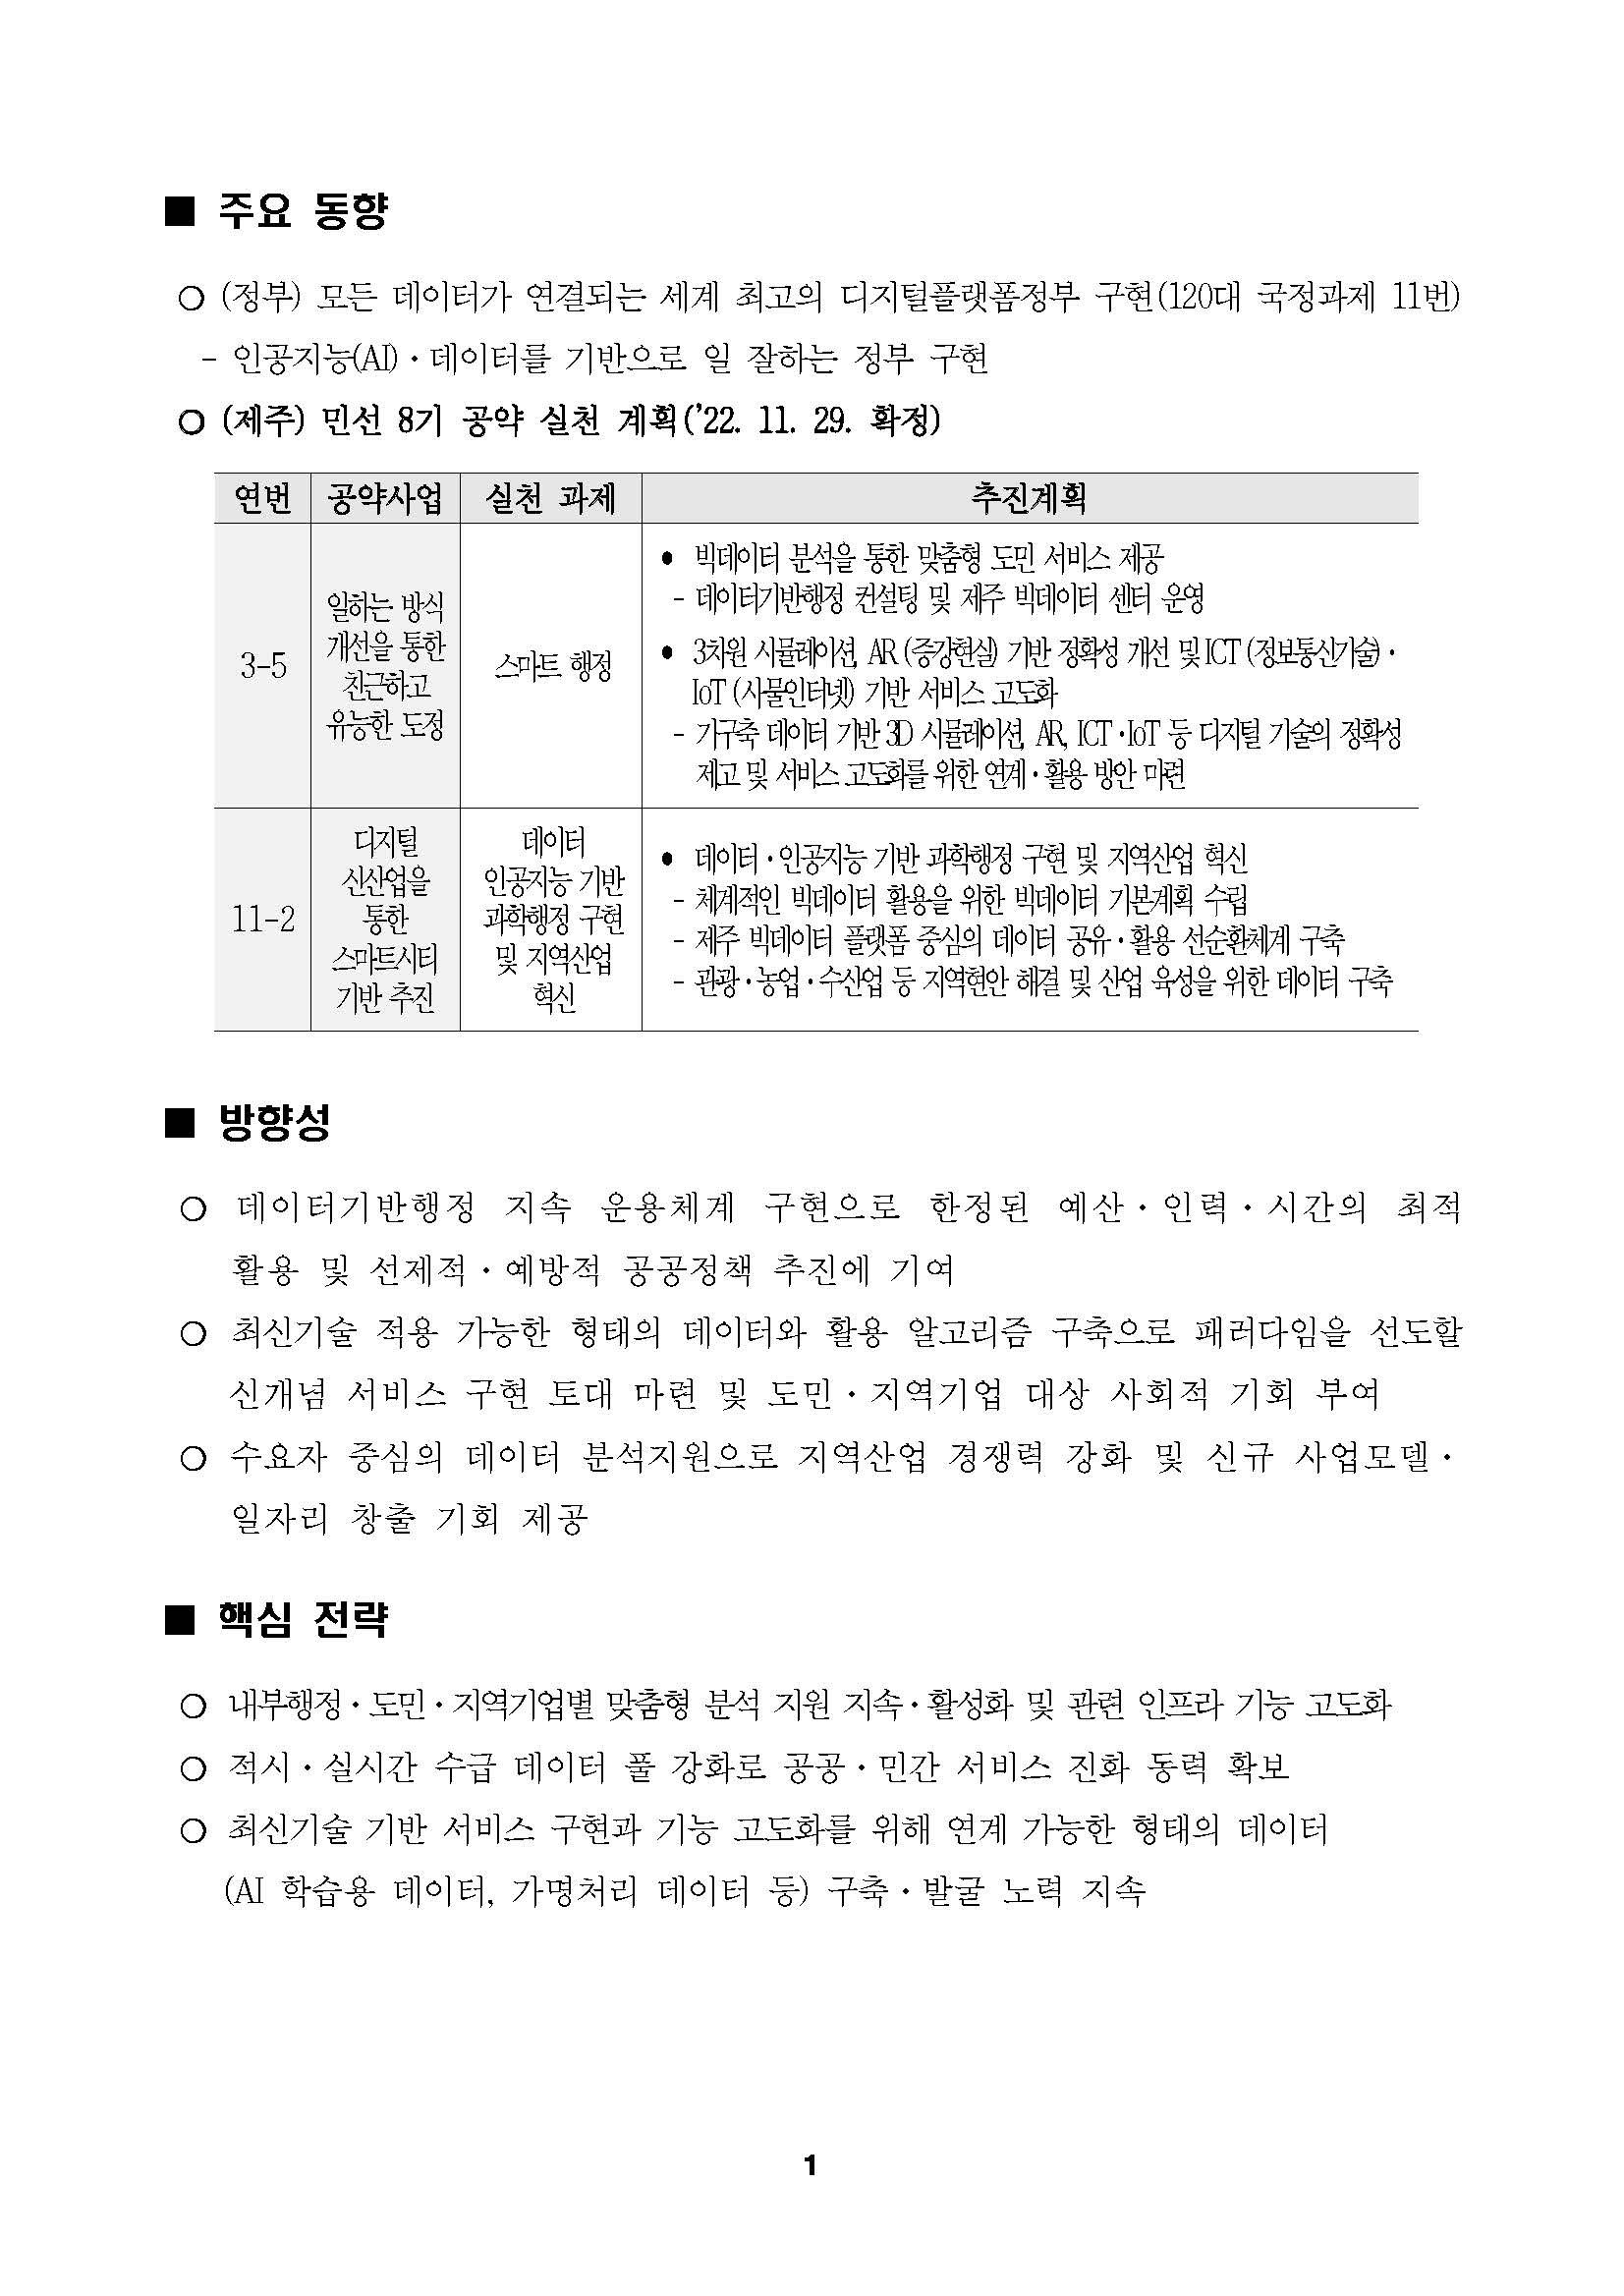 ■ 주요 동향
○ (정부) 모든 데이터가 연결되는 세계 최고의 디지털플랫폼정부 구현(120대 국정과제 11번)
- 인공지능(AI)·데이터를 기반으로 일 잘하는 정부 구현
○ (제주) 민선 8기 공약 실천 계획('22. 11. 29. 확정)
연번 공약사업 실천 과제 추진계획
3-5
일하는 방식
개선을 통한
친근하고
유능한 도정
스마트 행정
● 빅데이터 분석을 통한 맞춤형 도민 서비스 제공
- 데이터기반행정 컨설팅 및 제주 빅데이터 센터 운영
● 3차원 시뮬레이션, AR(증강현실) 기반 정확성 개선 및 ICT(정보통신기술)·
IoT(사물인터넷) 기반 서비스 고도화
- 기구축 데이터 기반 3D 시뮬레이션, AR, ICT·IoT 등 디지털 기술의 정확성
제고 및 서비스 고도화를 위한 연계·활용 방안 마련
11-2
디지털
신산업을
통한
스마트시티
기반 추진
데이터
인공지능 기반
과학행정 구현
및 지역산업
혁신
● 데이터·인공지능 기반 과학행정 구현 및 지역산업 혁신
- 체계적인 빅데이터 활용을 위한 빅데이터 기본계획 수립
- 제주 빅데이터 플랫폼 중심의 데이터 공유·활용 선순환체계 구축
- 관광·농업·수산업 등 지역현안 해결 및 산업 육성을 위한 데이터 구축
■ 방향성
○ 데이터기반행정 지속 운용체계 구현으로 한정된 예산·인력·시간의 최적
활용 및 선제적·예방적 공공정책 추진에 기여
○ 최신기술 적용 가능한 형태의 데이터와 활용 알고리즘 구축으로 패러다임을 선도할
신개념 서비스 구현 토대 마련 및 도민·지역기업 대상 사회적 기회 부여
○ 수요자 중심의 데이터 분석지원으로 지역산업 경쟁력 강화 및 신규 사업모델·
일자리 창출 기회 제공
■ 핵심 전략
○ 내부행정·도민·지역기업별 맞춤형 분석 지원 지속·활성화 및 관련 인프라 기능 고도화
○ 적시·실시간 수급 데이터 풀 강화로 공공·민간 서비스 진화 동력 확보
○ 최신기술 기반 서비스 구현과 기능 고도화를 위해 연계 가능한 형태의 데이터
(AI 학습용 데이터, 가명처리 데이터 등) 구축·발굴 노력 지속
1